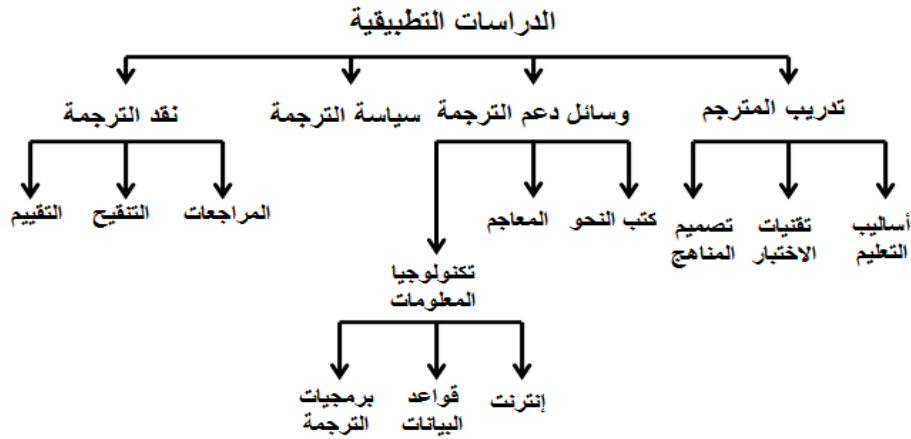 الدراسات التطبيقية
تدريب المترجم
وسائل دعم الترجمة
سياسة الترجمة
نقد الترجمة
أساليب
التعليم
تقنيات
الاختبار
تصميم
المناهج
كتب النحو
المعاجم
تكنولوجيا
المعلومات
المراجعات
التنقيح
التقييم
إنترنت
قواعد
البيانات
برمجيات
الترجمة